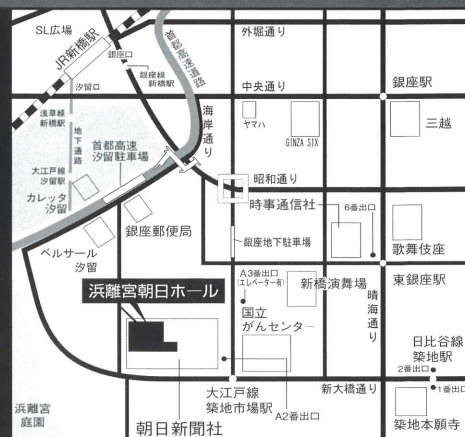 SL広場
JR新橋駅
銀座口
銀座線
新橋駅
汐留口
首都高速道路
外堀通り
中央通り
銀座駅
ヤマハ
GINZA SIX
三越
浅草線
新橋駅
地下通路
首都高速
汐留駐車場
海岸通り
大江戸線
汐留駅
カレッタ
汐留
昭和通り
時事通信社
6番出口
銀座郵便局
銀座地下駐車場
歌舞伎座
ベルサール
汐留
浜離宮朝日ホール
A3番出口
(エレベーター有)
新橋演舞場
晴海通り
東銀座駅
国立
がんセンター
日比谷線
築地駅
2番出口
1番出口
大江戸線
築地市場駅
新大橋通り
A2番出口
浜離宮
庭園
朝日新聞社
築地本願寺